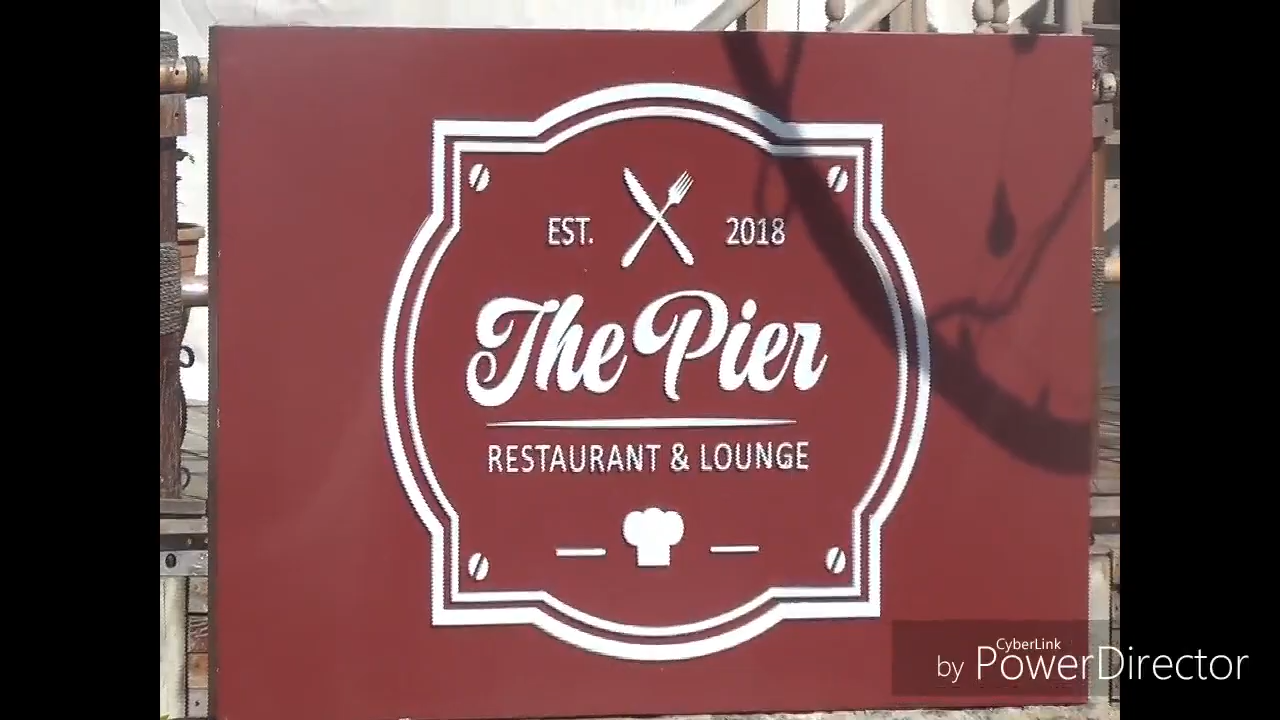 EST. 2018
The Pier
RESTAURANT & LOUNGE
CyberLink
by PowerDirector